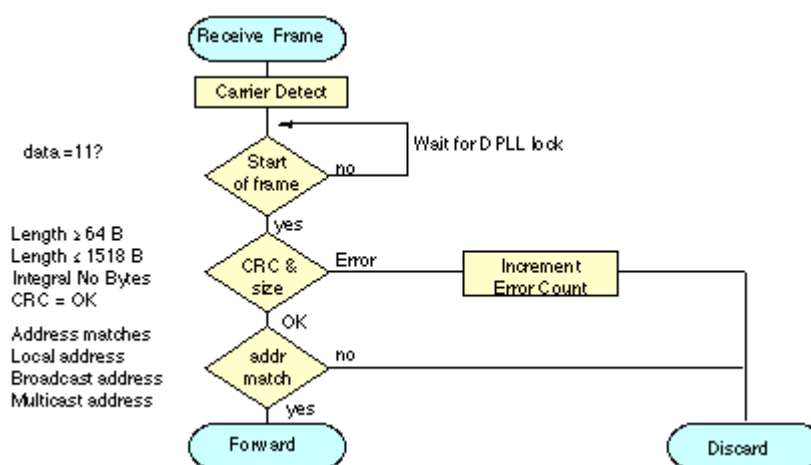 Receive Frame
Carrier Detect
Wait for DPLL lock
data =11?
Start
of frame
no
yes
Length ≥ 64 B
Length ≤ 1518 B
Integral No Bytes
CRC = OK
CRC &
size
Error
Increment
Error Count
OK
Address matches
Local address
Broadcast address
Multicast address
addr
match
no
yes
Forward
Discard